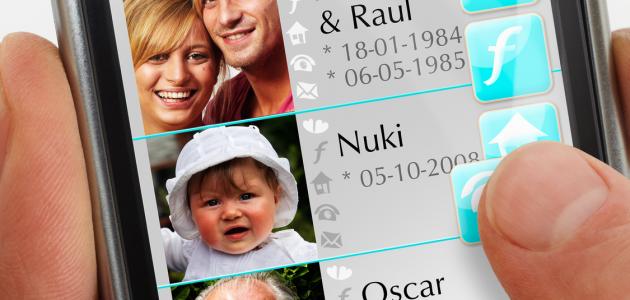 & Raul
* 18-01-1984
* 06-05-1985
Nuki
* 05-10-2008
Oscar